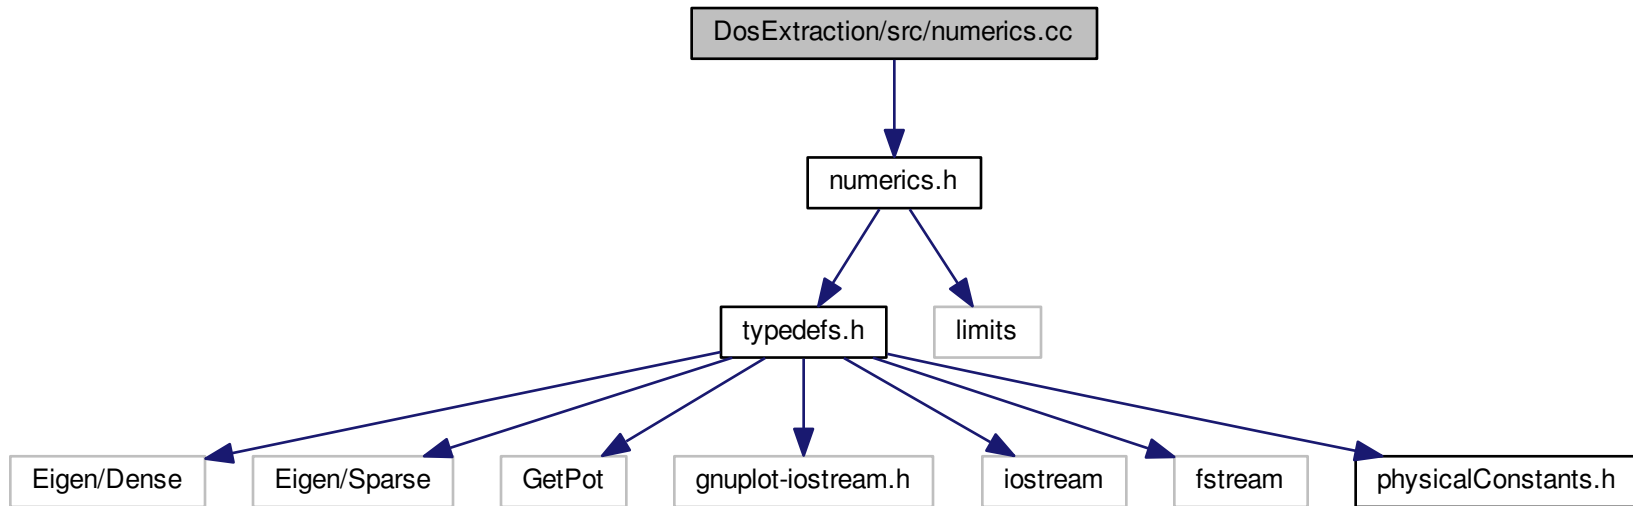 DosExtraction/src/numerics.cc
numerics.h
typedefs.h
limits
Eigen/Dense
Eigen/Sparse
GetPot
gnuplot-iostream.h
iostream
fstream
physicalConstants.h